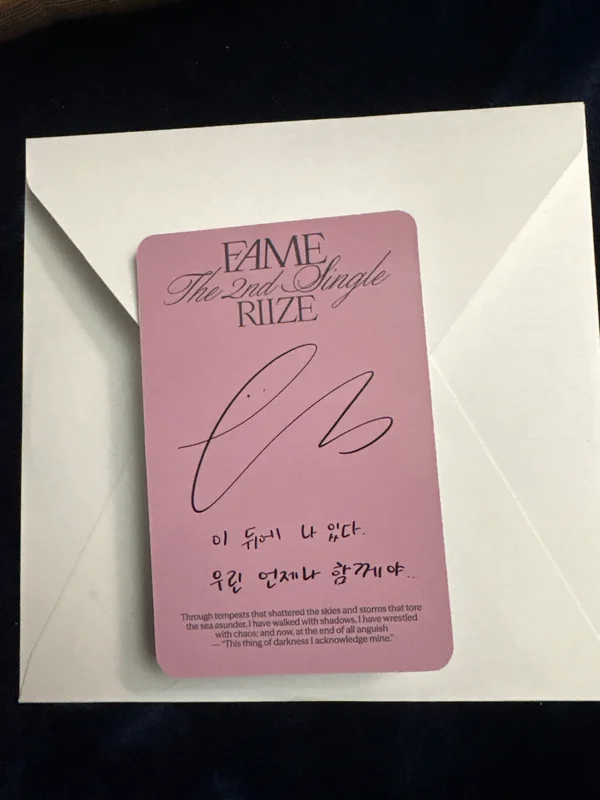 FAME
The 2nd Single
RIIZE
이 뒤에 나 있다.
우린 언제나 함께야..
Through tempests that shattered the skies and storms that tore
the sea asunder, I have walked with shadows, I have wrestled
with chaos; and now, at the end of all anguish
— "This thing of darkness I acknowledge mine."